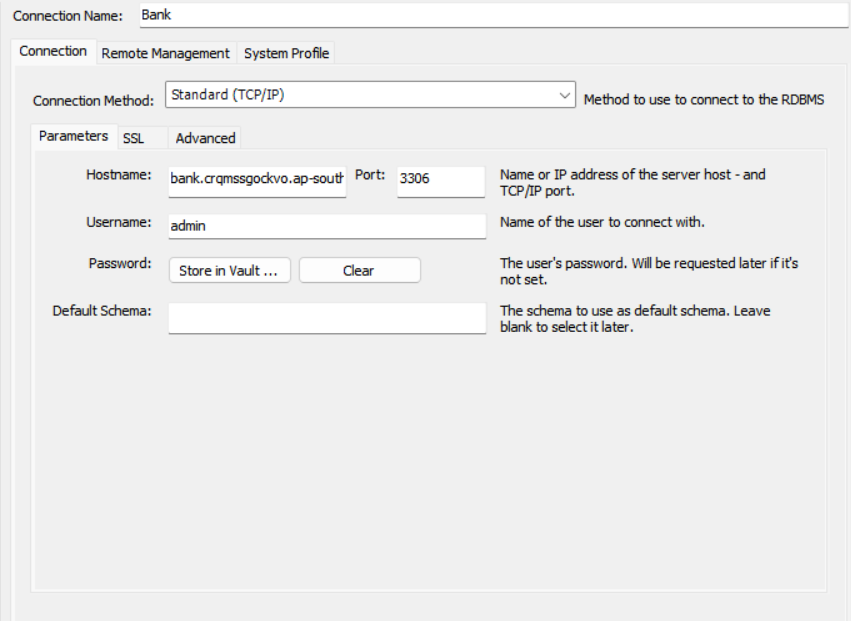 Connection Name: Bank
Connection Remote Management System Profile
Connection Method: Standard (TCP/IP) Method to use to connect to the RDBMS
Parameters SSL Advanced
Hostname: bank.crqmssgockvo.ap-south Port: 3306 Name or IP address of the server host - and
TCP/IP port.
Username: admin Name of the user to connect with.
Password: Store in Vault ... Clear The user's password. Will be requested later if it's
not set.
Default Schema: The schema to use as default schema. Leave
blank to select it later.